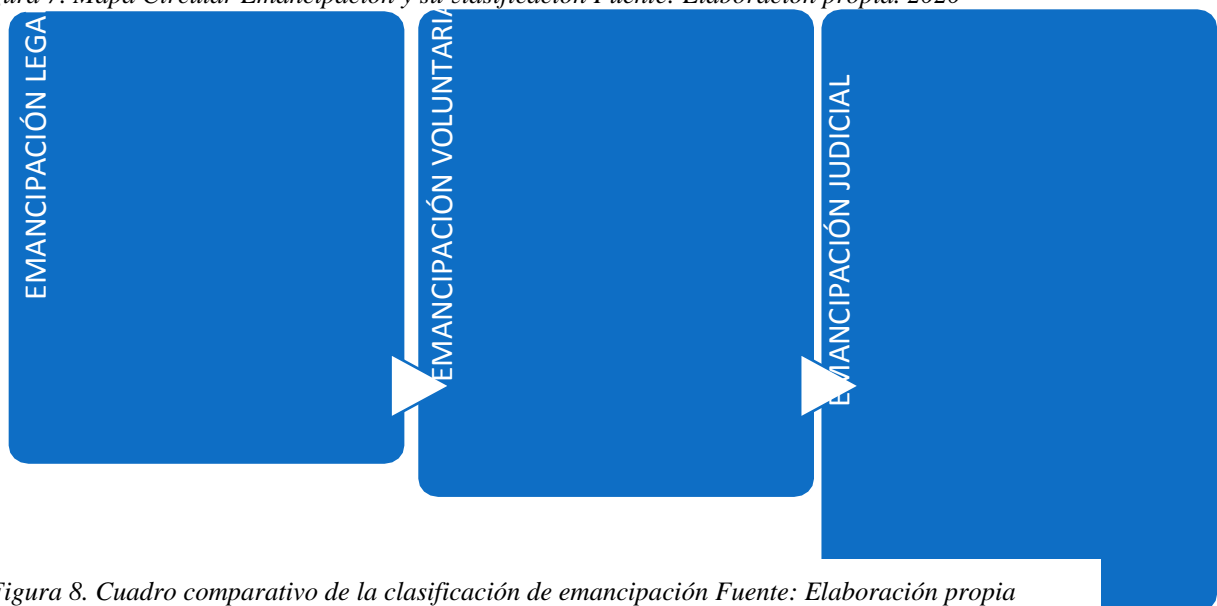 ura 7. Mapa Circular Emancipación y su clasificación Fuente: Elaboración propia. 2020
EMANCIPACIÓN LEGA
EMANCIPACIÓN VOLUNTARIA
EMANCIPACIÓN JUDICIAL
Figura 8. Cuadro comparativo de la clasificación de emancipación Fuente: Elaboración propia